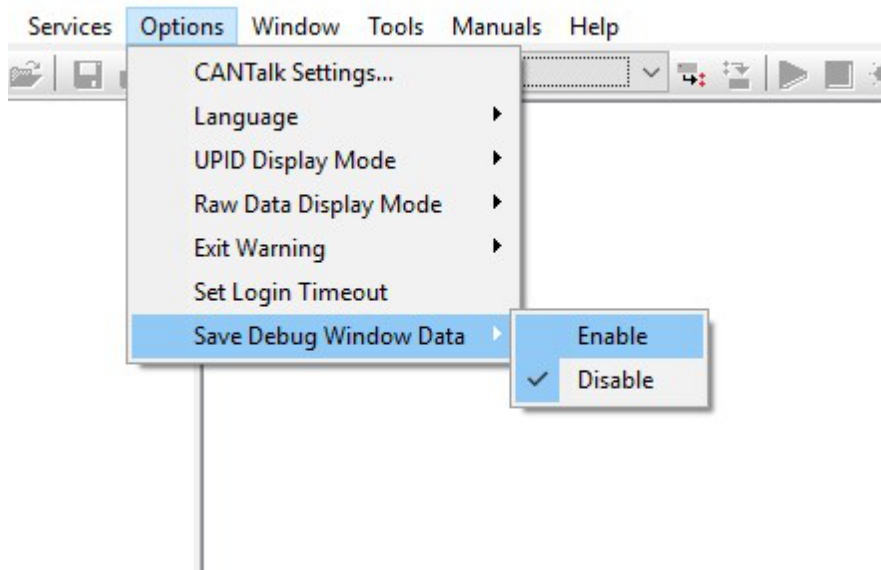 Services Options Window Tools Manuals Help
CANTalk Settings...
Language
UPID Display Mode
Raw Data Display Mode
Exit Warning
Set Login Timeout
Save Debug Window Data
Enable
Disable